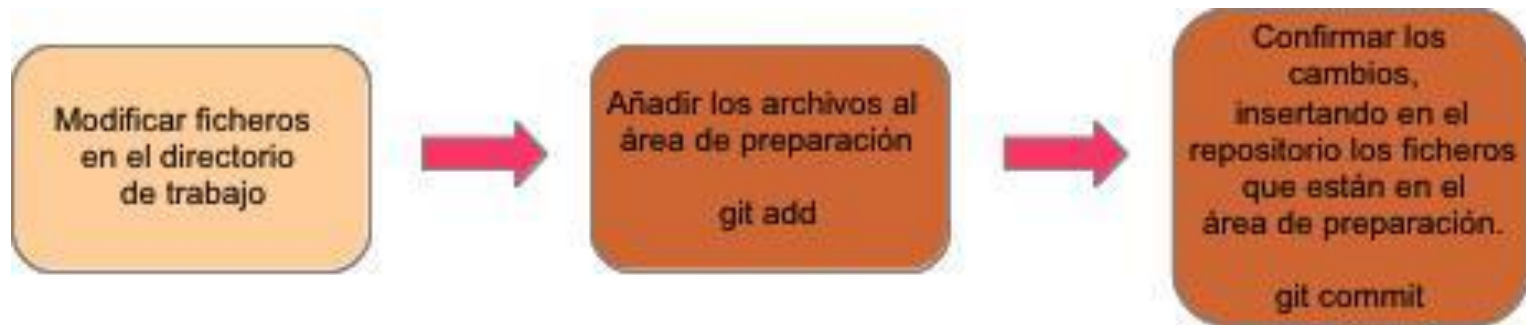 Modificar ficheros
en el directorio
de trabajo
Añadir los archivos al
área de preparación
git add
Confirmar los
cambios,
insertando en el
repositorio los ficheros
que están en el
área de preparación.
git commit